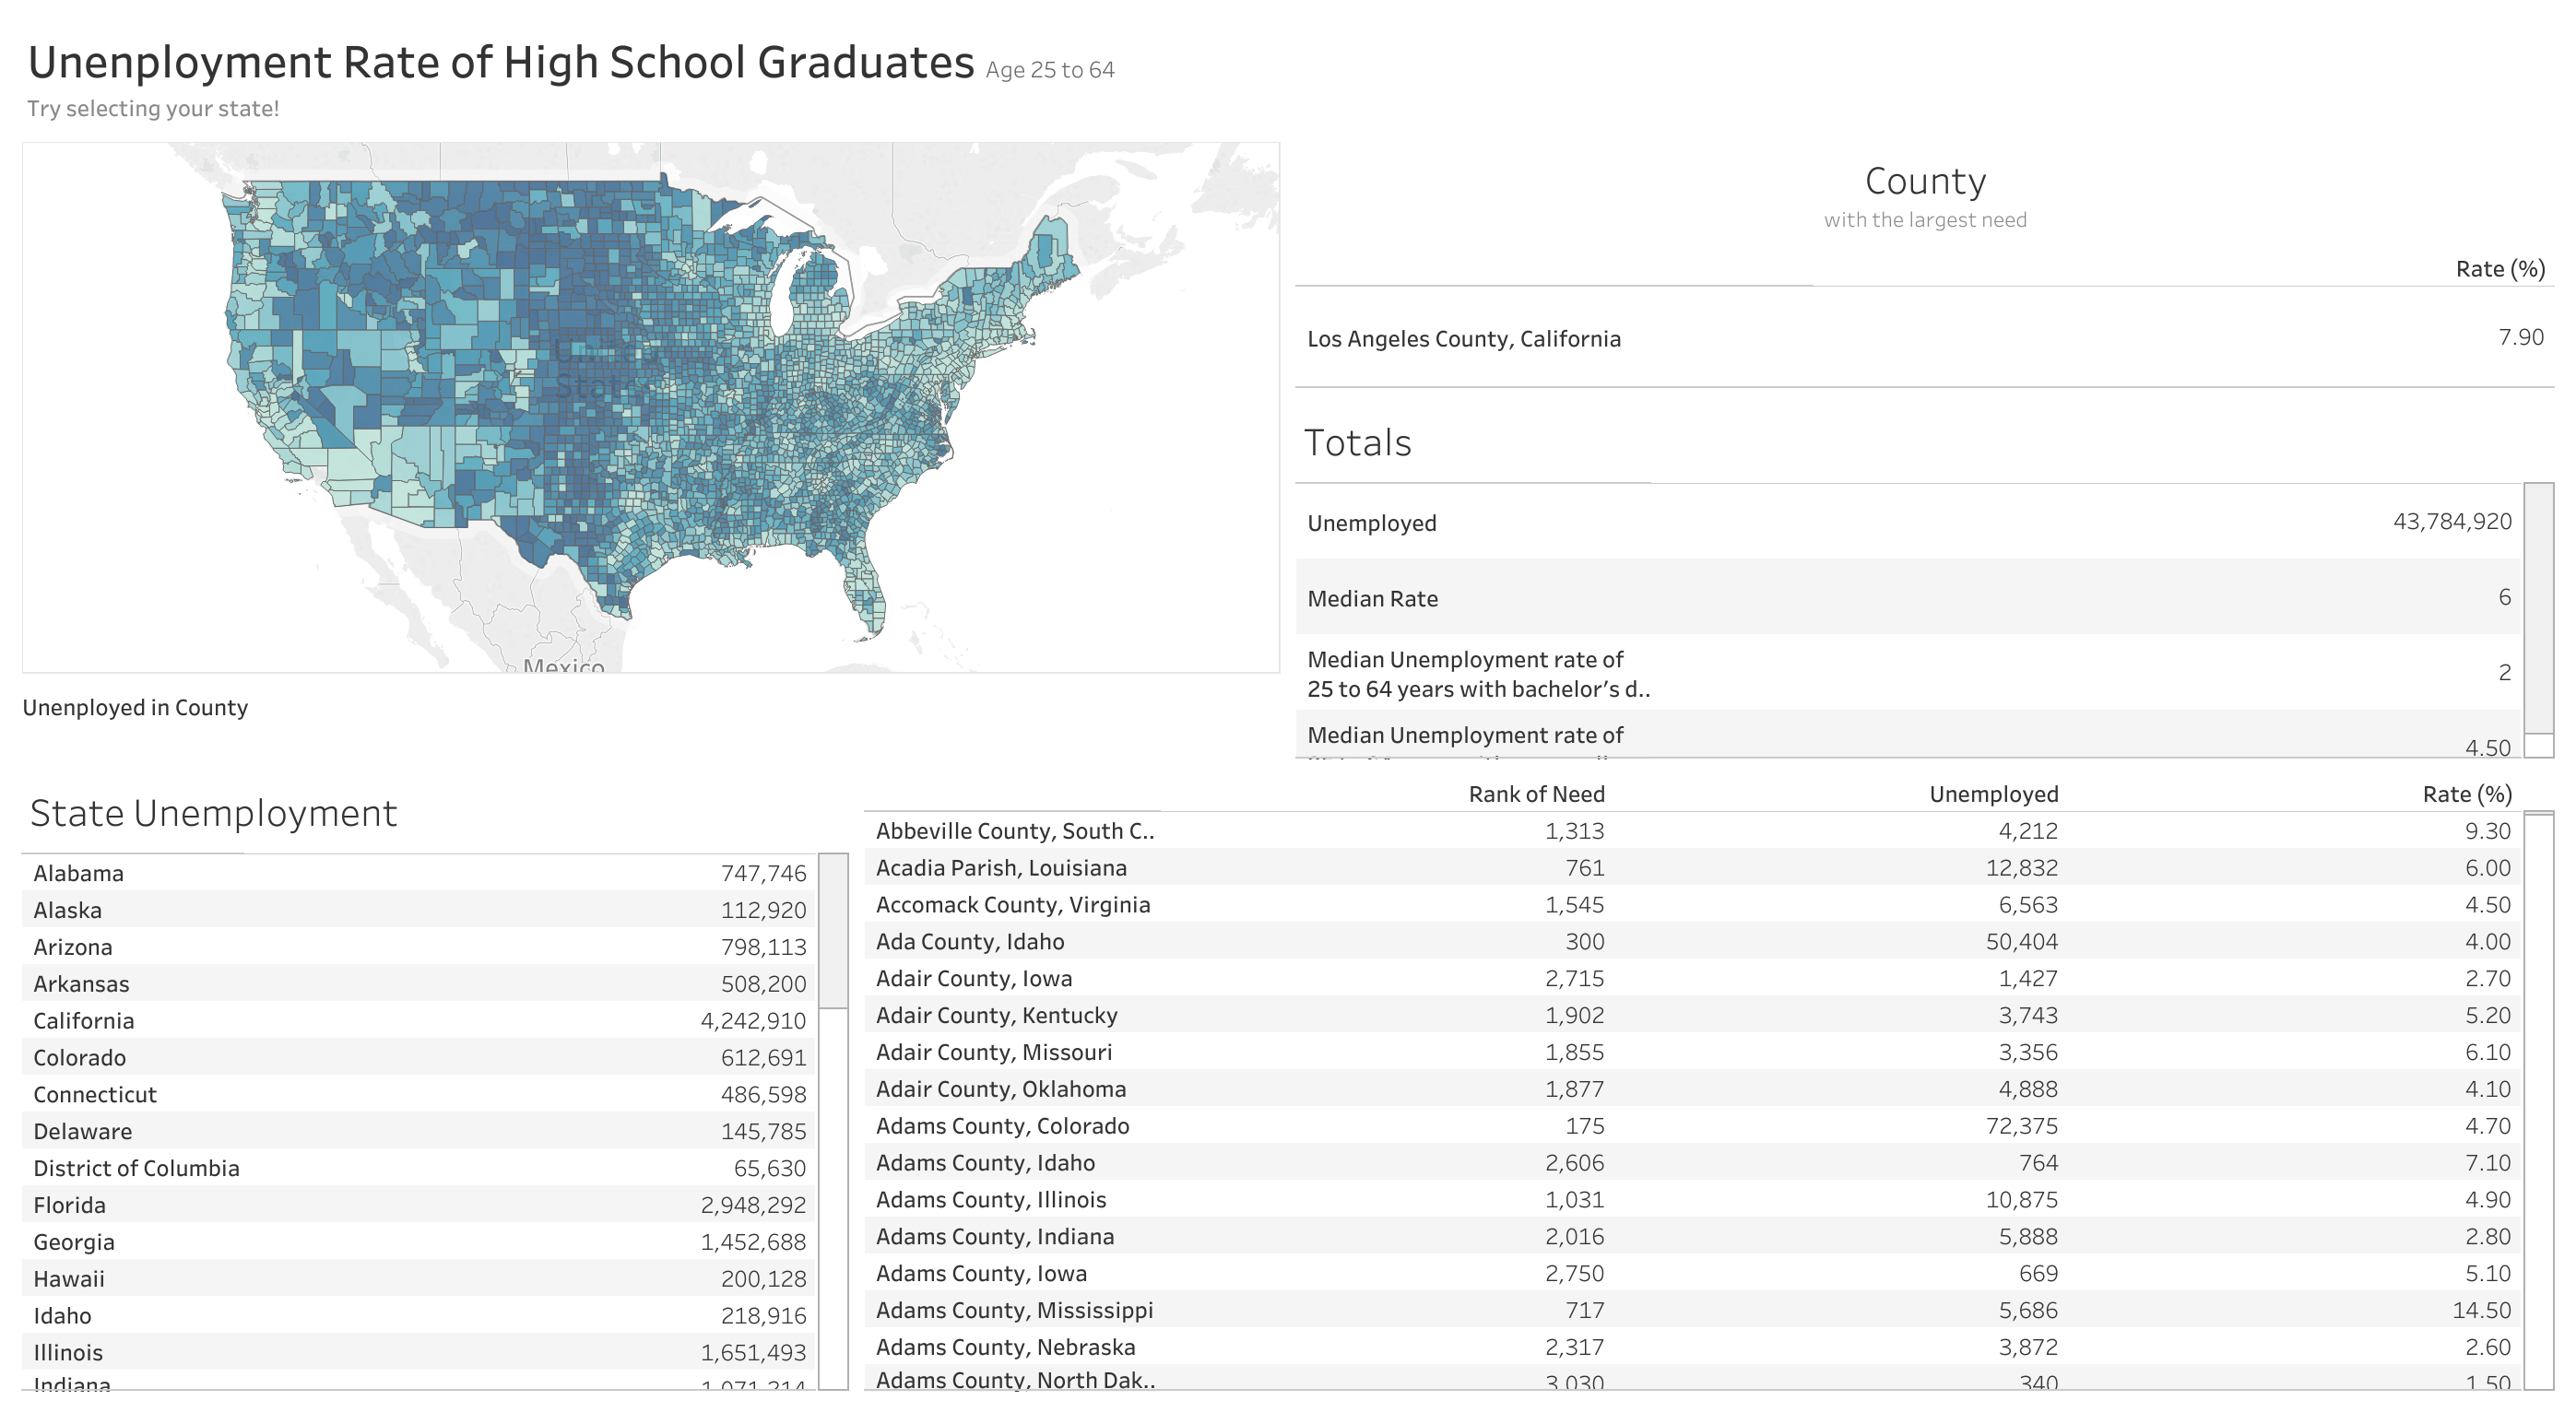 Unenployment Rate of High School Graduates Age 25 to 64
Try selecting your state!
United
States
Mexico
Unenployed in County
County
with the largest need
Rate (%)
Los Angeles County, California 7.90
Totals
Unemployed 43,784,920
Median Rate 6
Median Unemployment rate of
25 to 64 years with bachelor’s d.. 2
Median Unemployment rate of
4.50
State Unemployment
Alabama 747,746
Alaska 112,920
Arizona 798,113
Arkansas 508,200
California 4,242,910
Colorado 612,691
Connecticut 486,598
Delaware 145,785
District of Columbia 65,630
Florida 2,948,292
Georgia 1,452,688
Hawaii 200,128
Idaho 218,916
Illinois 1,651,493
Indiana 1,071,214
Rank of Need Unemployed Rate (%)
Abbeville County, South C.. 1,313 4,212 9.30
Acadia Parish, Louisiana 761 12,832 6.00
Accomack County, Virginia 1,545 6,563 4.50
Ada County, Idaho 300 50,404 4.00
Adair County, Iowa 2,715 1,427 2.70
Adair County, Kentucky 1,902 3,743 5.20
Adair County, Missouri 1,855 3,356 6.10
Adair County, Oklahoma 1,877 4,888 4.10
Adams County, Colorado 175 72,375 4.70
Adams County, Idaho 2,606 764 7.10
Adams County, Illinois 1,031 10,875 4.90
Adams County, Indiana 2,016 5,888 2.80
Adams County, Iowa 2,750 669 5.10
Adams County, Mississippi 717 5,686 14.50
Adams County, Nebraska 2,317 3,872 2.60
Adams County, North Dak.. 3,030 340 1.50